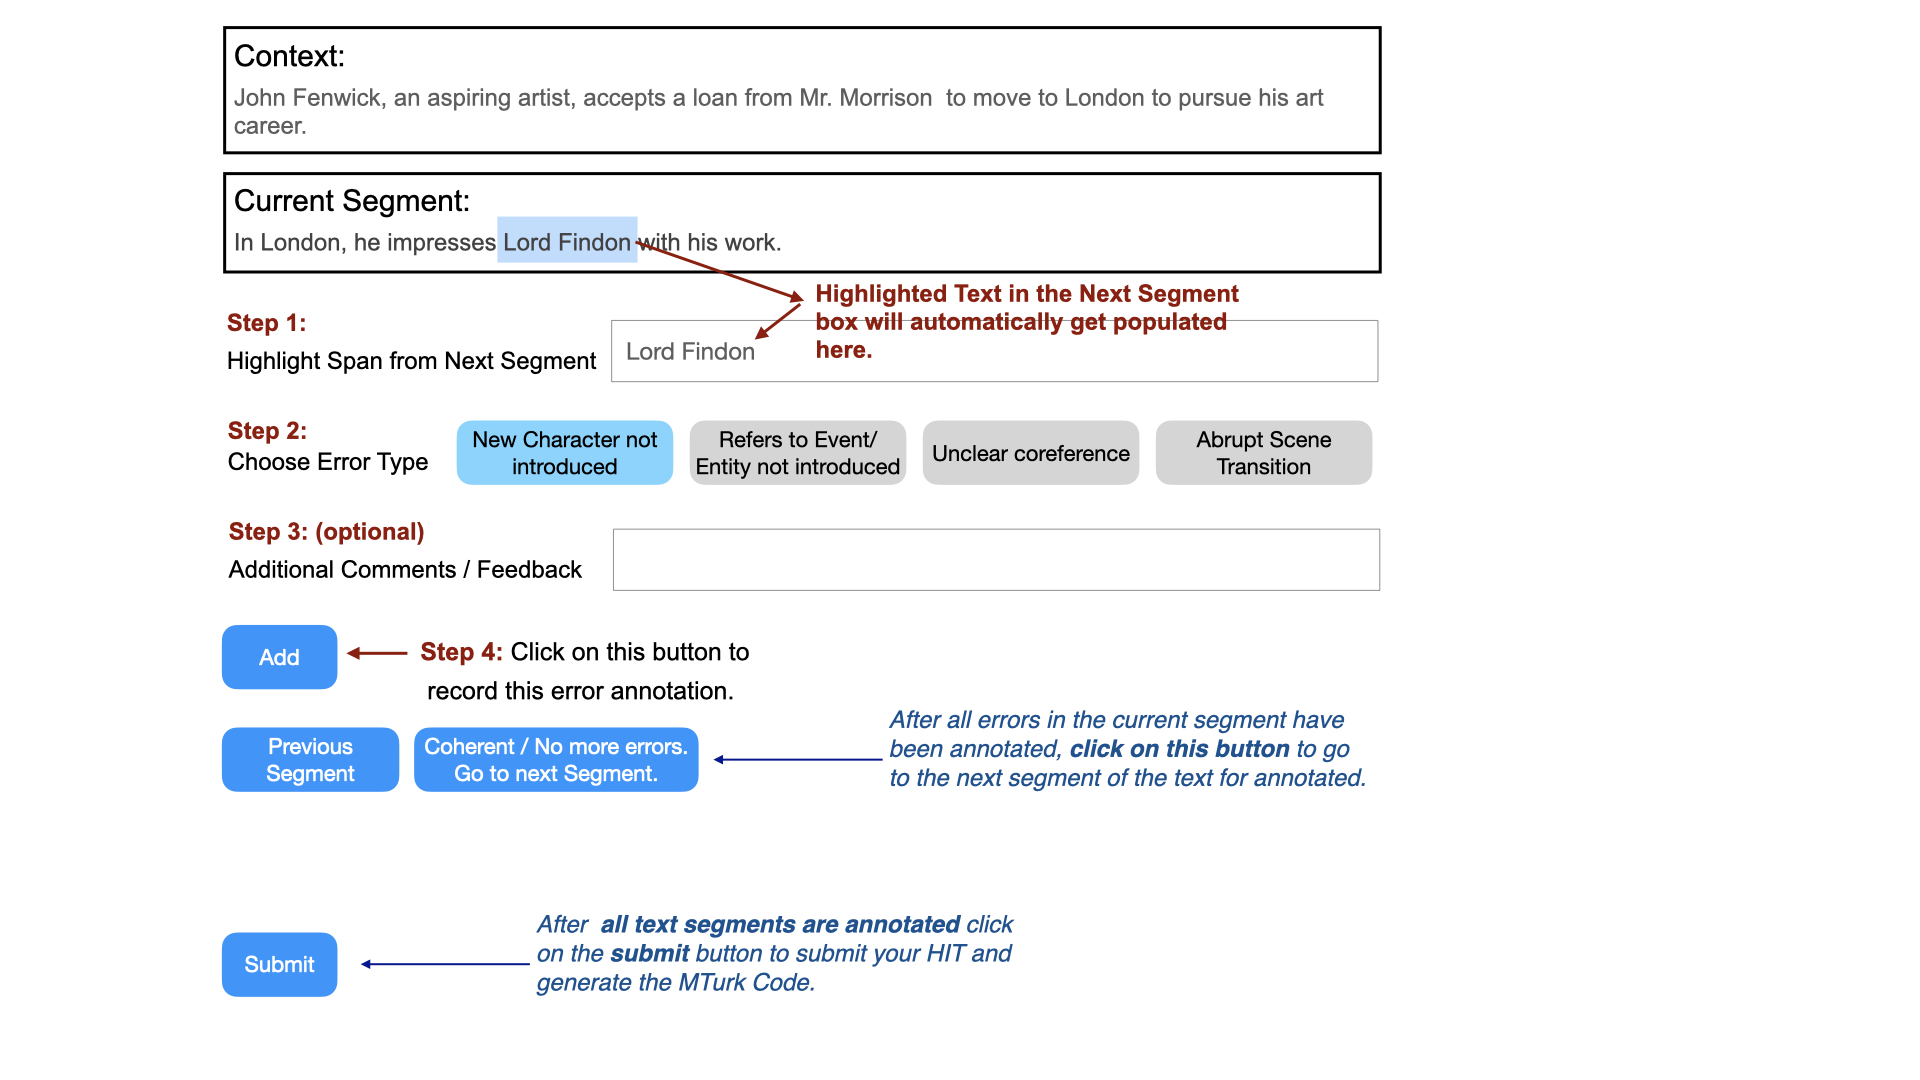 Context:
John Fenwick, an aspiring artist, accepts a loan from Mr. Morrison  to move to London to pursue his art
career.
Current Segment:
In London, he impresses Lord Findon with his work.
Highlighted Text in the Next Segment
box will automatically get populated
here.
Step 1:
Highlight Span from Next Segment
Lord Findon
Step 2:
Choose Error Type
New Character not
introduced
Refers to Event/
Entity not introduced
Unclear coreference
Abrupt Scene
Transition
Step 3: (optional)
Additional Comments / Feedback
Add
Step 4: Click on this button to
record this error annotation.
Previous
Segment
Coherent / No more errors.
Go to next Segment.
After all errors in the current segment have
been annotated, click on this button to go
to the next segment of the text for annotated.
Submit
After  all text segments are annotated click
on the submit button to submit your HIT and
generate the MTurk Code.